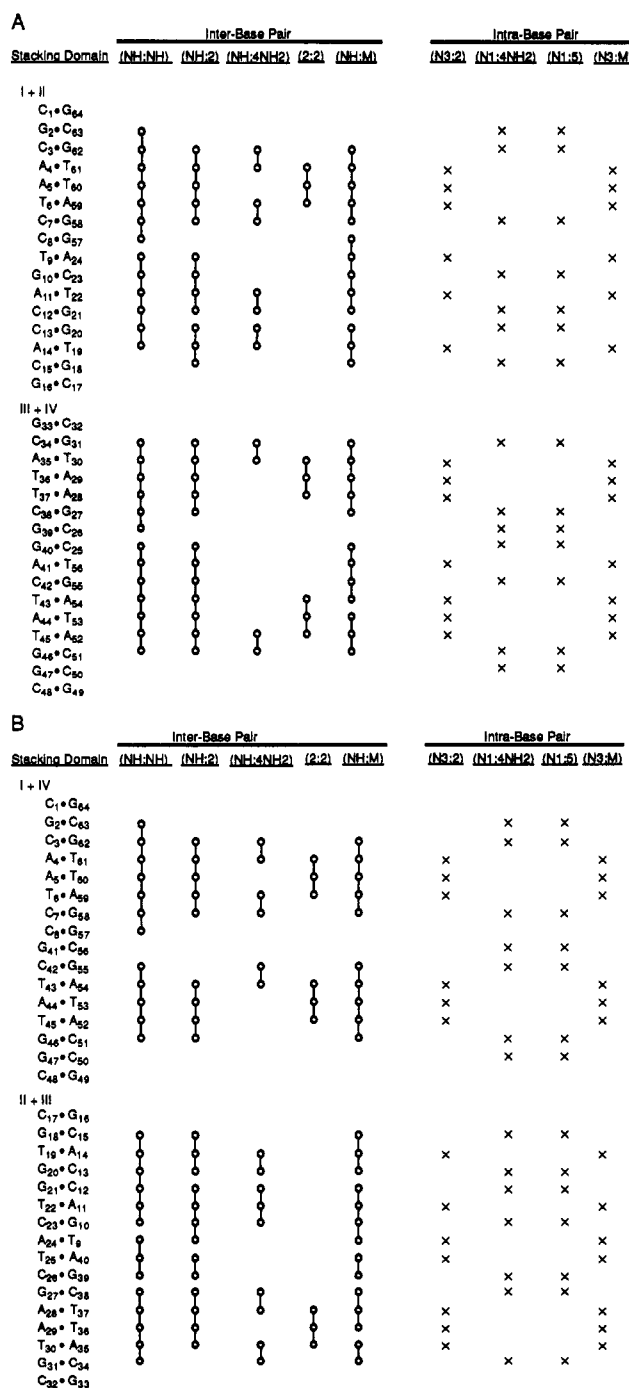 A
Inter-Base Pair Intra-Base Pair
Stacking Domain (NH:NH) (NH:2) (NH:4NH2) (2:2) (NH:M) (N3:2) (N1:4NH2) (N1:5) (N3:M)
I + II
C1•G64
G2•C63
C3•G62
A4•T61
A5•T60
T6•A59
C7•G58
C8•G57
T9•A24
G10•C23
A11•T22
C12•G21
C13•G20
A14•T19
C15•G18
G16•C17
III + IV
G33•C32
C34•G31
A35•T30
T36•A29
T37•A28
C38•G27
G39•C26
G40•C25
A41•T56
C42•G55
T43•A54
A44•T53
T45•A52
G46•C51
G47•C50
C48•G49
B
Inter-Base Pair Intra-Base Pair
Stacking Domain (NH:NH) (NH:2) (NH:4NH2) (2:2) (NH:M) (N3:2) (N1:4NH2) (N1:5) (N3:M)
I + IV
C1•G64
G2•C63
C3•G62
A4•T61
A5•T60
T6•A59
C7•G58
C8•G57
G41•C56
C42•G55
T43•A54
A44•T53
T45•A52
G46•C51
G47•C50
C48•G49
II + III
C17•G16
G18•C15
T19•A14
G20•C13
G21•C12
T22•A11
C23•G10
A24•T9
T25•A40
C26•G39
G27•C38
A28•T37
A29•T36
T30•A35
G31•C34
C32•G33